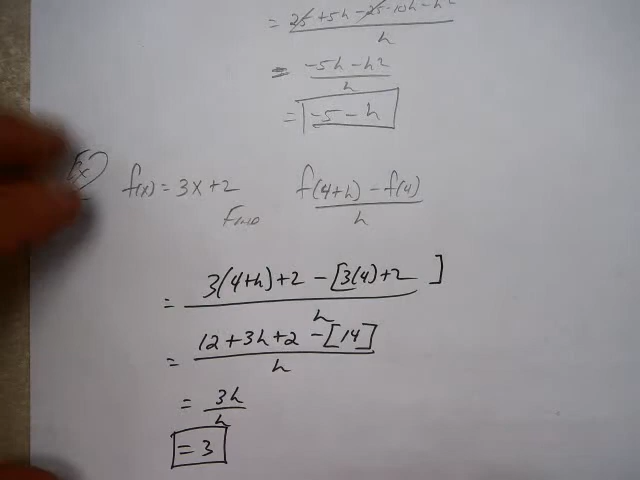 = 25 + 5h - 25 - 10h - h²
h
= -5h - h²
h
= -5 - h
Ex) f(x) = 3x + 2 Find f(4+h) - f(4)
h
= 3(4+h)+2 - [3(4)+2]
h
= 12 + 3h + 2 - [14]
h
= 3h
h
= 3